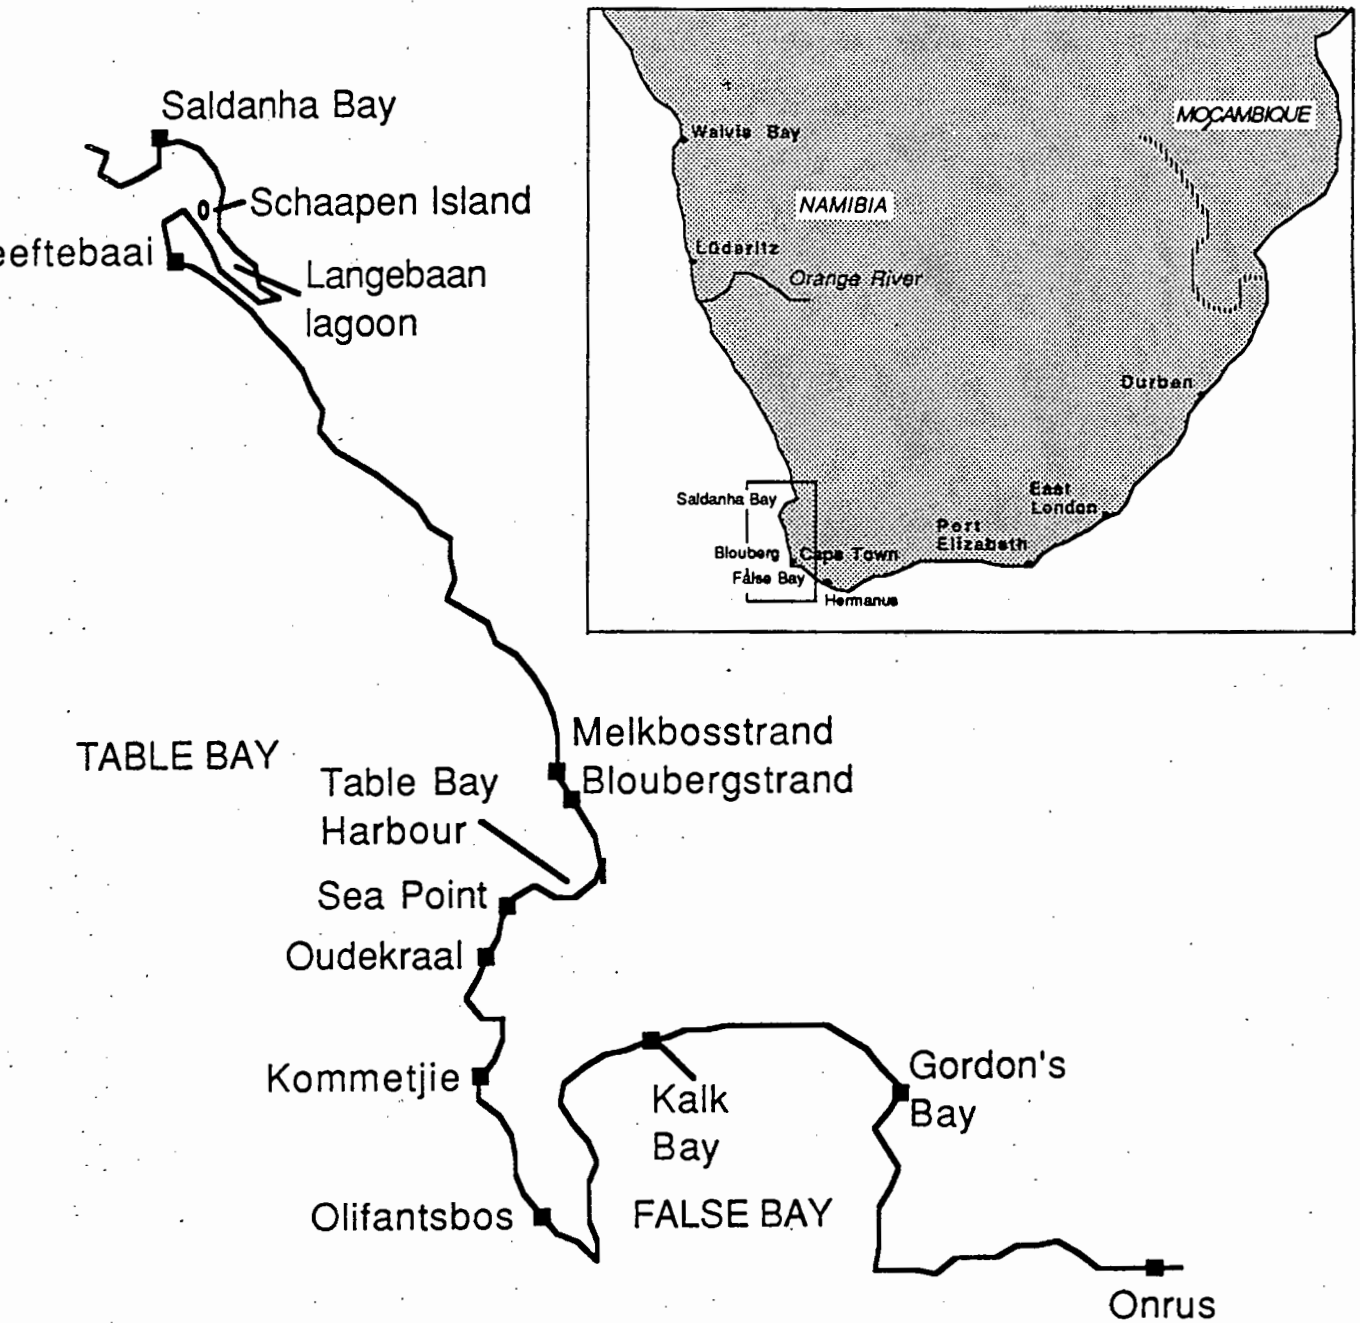 Saldanha Bay
Schaapen Island
eeftebaai
Langebaan
lagoon
TABLE BAY
Melkbosstrand
Bloubergstrand
Table Bay
Harbour
Sea Point
Oudekraal
Kommetjie
Kalk
Bay
Gordon's
Bay
Olifantsbos
FALSE BAY
Onrus
MOÇAMBIQUE
Walvis Bay
NAMIBIA
Lüderitz
Orange River
Durban
East
London
Port
Elizabeth
Saldanha Bay
Blouberg
Cape Town
False Bay
Hermanus